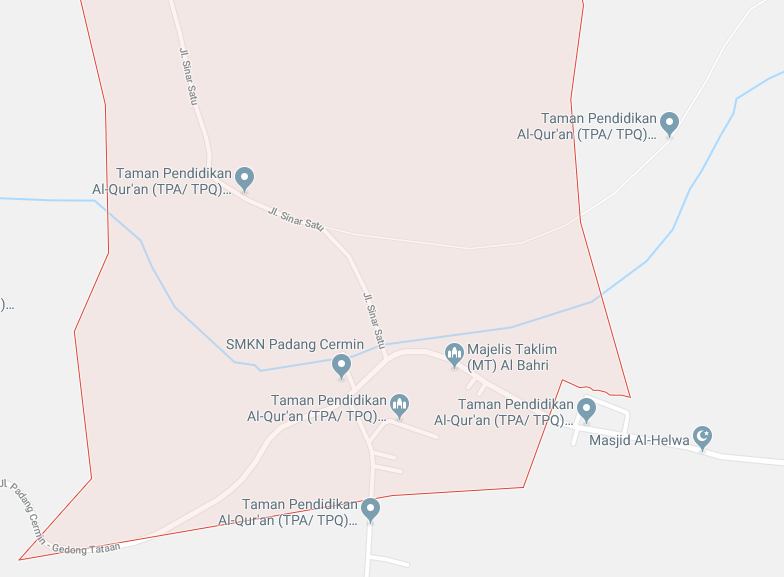 Jl. Sinar Satu
Taman Pendidikan
Al-Qur'an (TPA/ TPQ)...
Taman Pendidikan
Al-Qur'an (TPA/ TPQ)...
Jl. Sinar Satu
)...
Jl. Sinar Satu
SMKN Padang Cermin
Majelis Taklim
(MT) Al Bahri
Taman Pendidikan
Al-Qur'an (TPA/ TPQ)...
Taman Pendidikan
Al-Qur'an (TPA/ TPQ)...
Masjid Al-Helwa
Jl. Padang Cermin - Gedong Tataan
Taman Pendidikan
Al-Qur'an (TPA/ TPQ)...